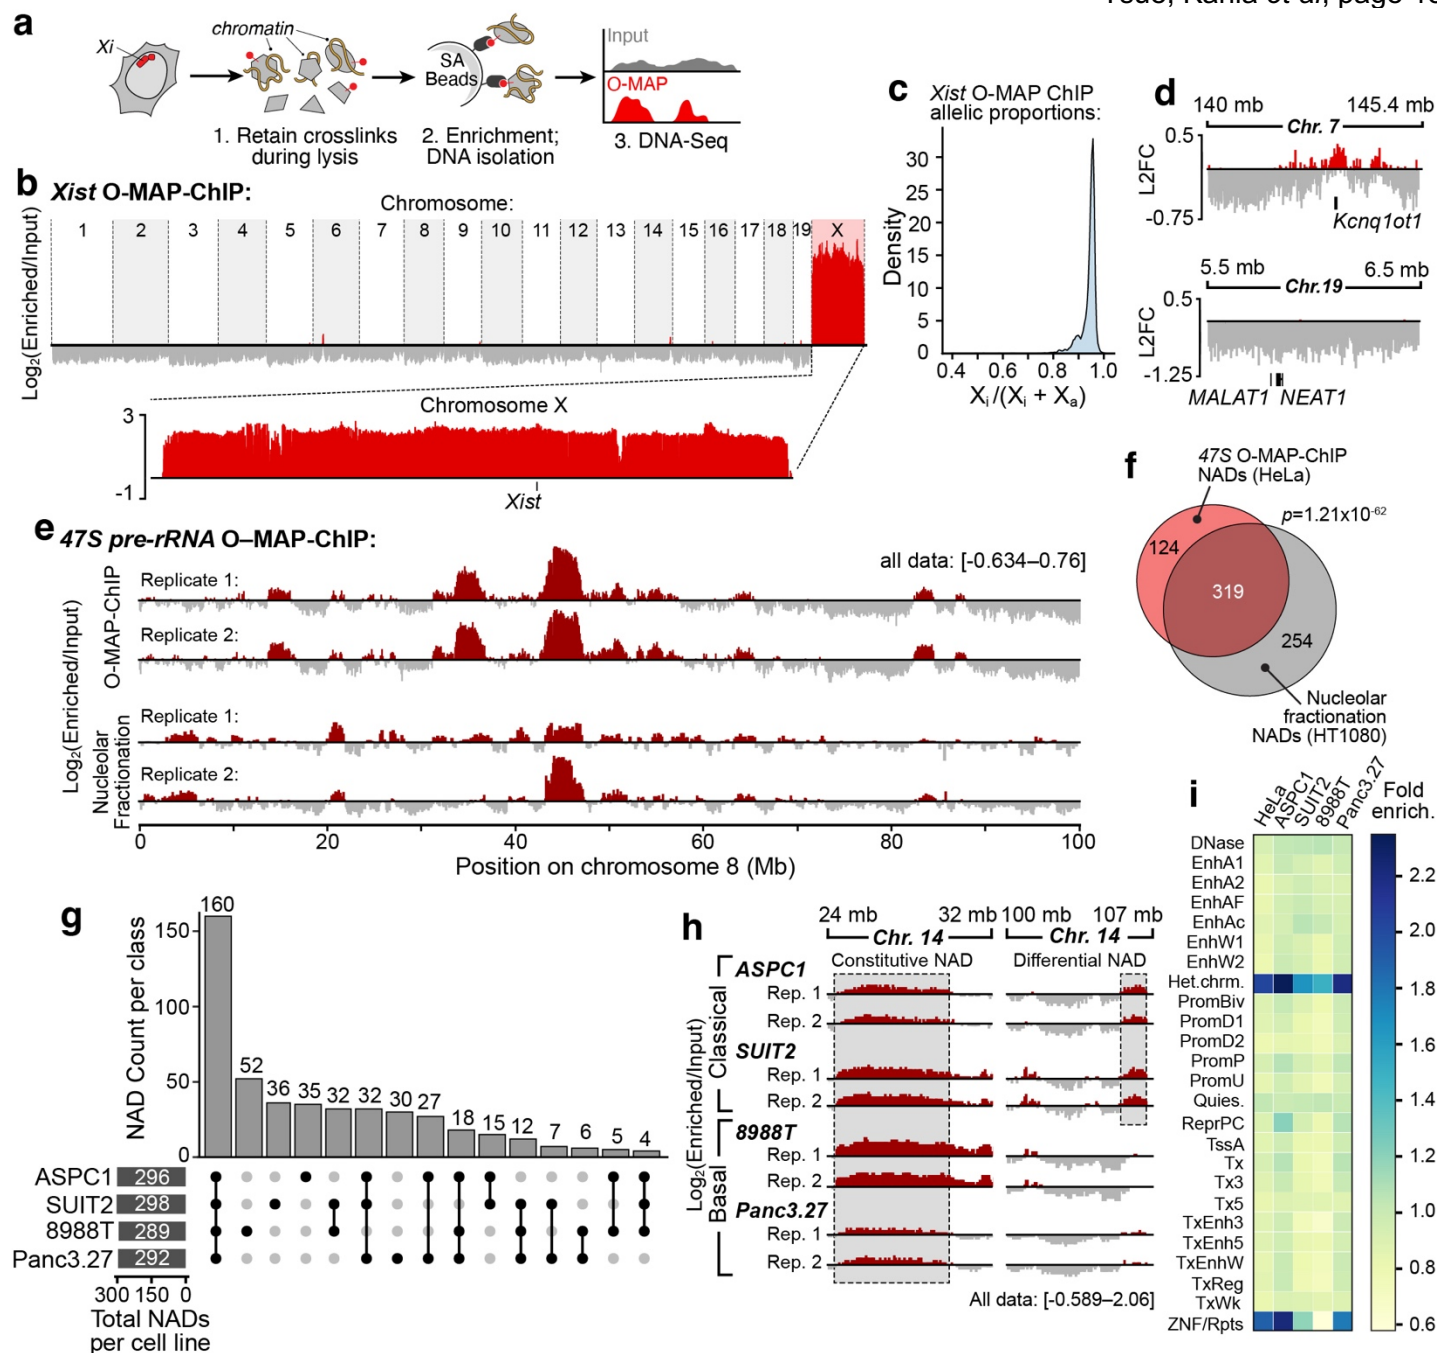 a
Xi
chromatin
SA
Beads
Input
O-MAP
1. Retain crosslinks
during lysis
2. Enrichment;
DNA isolation
3. DNA-Seq
b
Xist O-MAP-ChIP:
Chromosome:
1 2 3 4 5 6 7 8 9 10 11 12 13 14 15 16 17 18 19 X
Log2(Enriched/Input)
Chromosome X
3
-1
Xist
c
Xist O-MAP ChIP
allelic proportions:
Density
30
25
20
15
10
5
0
0.4 0.6 0.8 1.0
Xi/(Xi + Xa)
d
140 mb 145.4 mb
Chr. 7
0.5
L2FC
-0.75
Kcnq1ot1
5.5 mb 6.5 mb
Chr.19
0.5
L2FC
-1.25
MALAT1 NEAT1
e
47S pre-rRNA O–MAP-ChIP:
all data: [-0.634–0.76]
Log2(Enriched/Input)
O-MAP-ChIP
Replicate 1:
Replicate 2:
Nucleolar
Fractionation
Replicate 1:
Replicate 2:
0 20 40 60 80 100
Position on chromosome 8 (Mb)
f
47S O-MAP-ChIP
NADs (HeLa)
p=1.21x10-62
124
319
254
Nucleolar
fractionation
NADs (HT1080)
g
NAD Count per class
150
100
50
0
160 52 36 35 32 32 30 27 18 15 12 7 6 5 4
ASPC1 296
SUIT2 298
8988T 289
Panc3.27 292
300 150 0
Total NADs
per cell line
h
24 mb 32 mb 100 mb 107 mb
Chr. 14 Chr. 14
Constitutive NAD Differential NAD
Log2(Enriched/Input)
Classical
ASPC1
Rep. 1
Rep. 2
SUIT2
Rep. 1
Rep. 2
Basal
8988T
Rep. 1
Rep. 2
Panc3.27
Rep. 1
Rep. 2
All data: [-0.589–2.06]
i
HeLa
ASPC1
SUIT2
8988T
Panc3.27
Fold
enrich.
DNase
EnhA1
EnhA2
EnhAF
EnhAc
EnhW1
EnhW2
Het.chrm.
PromBiv
PromD1
PromD2
PromP
PromU
Quies.
ReprPC
TssA
Tx
Tx3
Tx5
TxEnh3
TxEnh5
TxEnhW
TxReg
TxWk
ZNF/Rpts
2.2
2.0
1.8
1.6
1.4
1.2
1.0
0.8
0.6